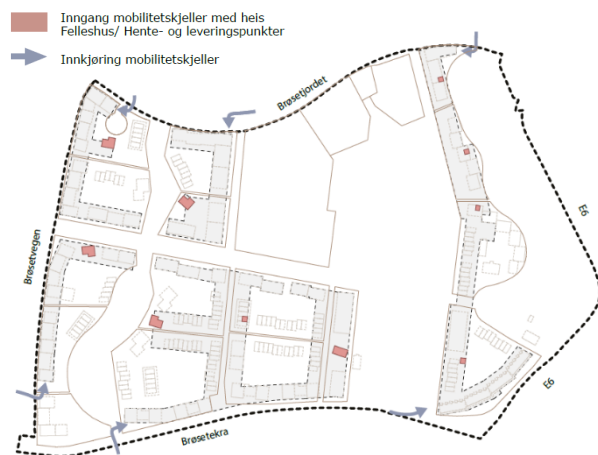 Inngang mobilitetskjeller med heis
Felleshus/ Hente- og leveringspunkter
Innkjøring mobilitetskjeller
Brøsetjordet
E6
Brøsetvegen
E6
Brøsetekra